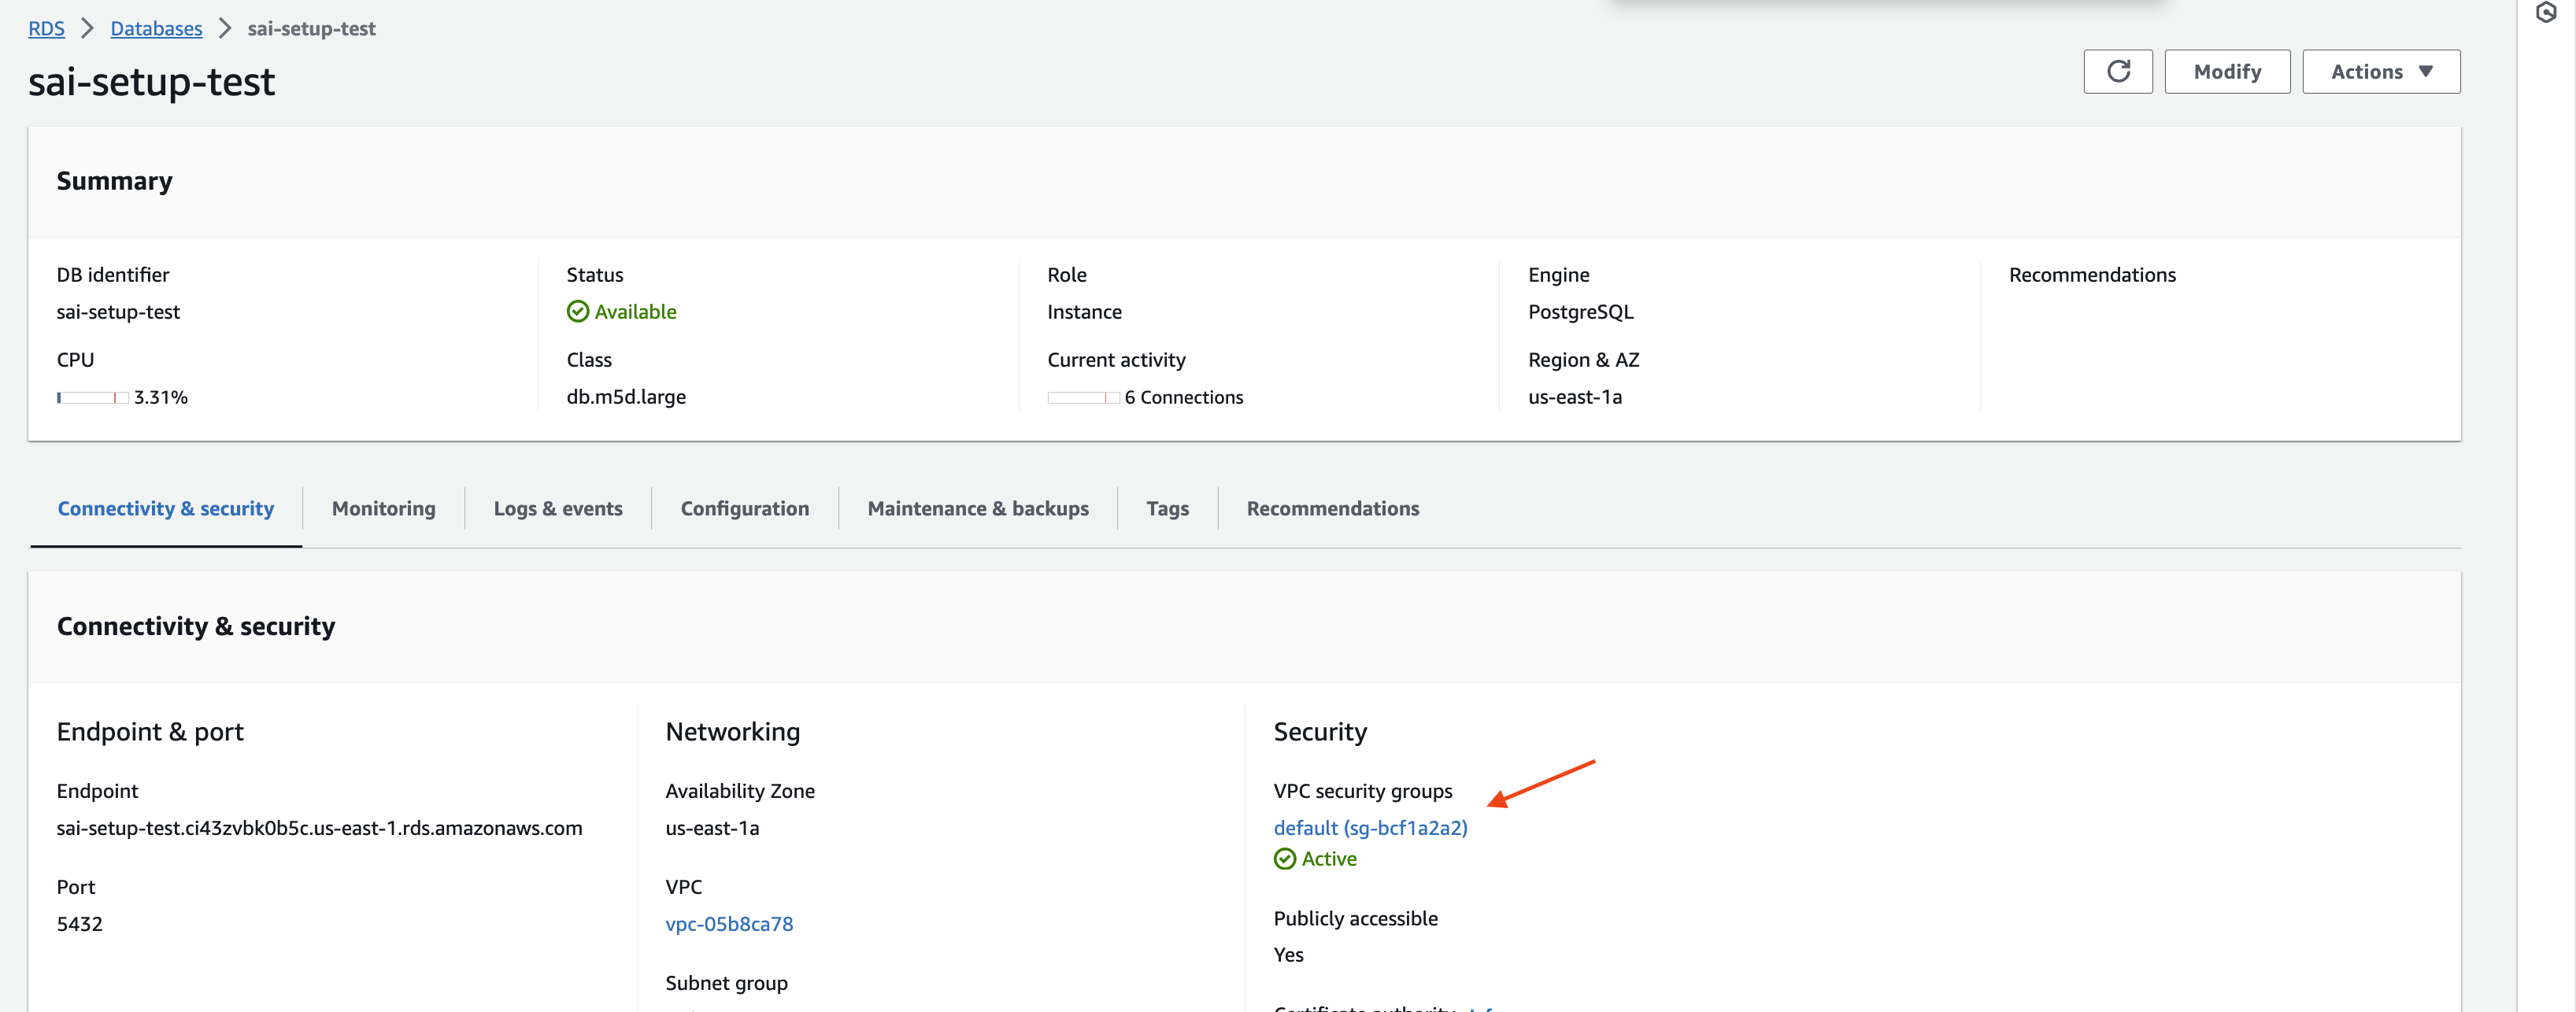 RDS > Databases > sai-setup-test
sai-setup-test
Modify
Actions
Summary
DB identifier
sai-setup-test
CPU
3.31%
Status
Available
Class
db.m5d.large
Role
Instance
Current activity
6 Connections
Engine
PostgreSQL
Region & AZ
us-east-1a
Recommendations
Connectivity & security
Monitoring
Logs & events
Configuration
Maintenance & backups
Tags
Recommendations
Connectivity & security
Endpoint & port
Endpoint
sai-setup-test.ci43zvbk0b5c.us-east-1.rds.amazonaws.com
Port
5432
Networking
Availability Zone
us-east-1a
VPC
vpc-05b8ca78
Subnet group
Security
VPC security groups
default (sg-bcf1a2a2)
Active
Publicly accessible
Yes
Certificate authority